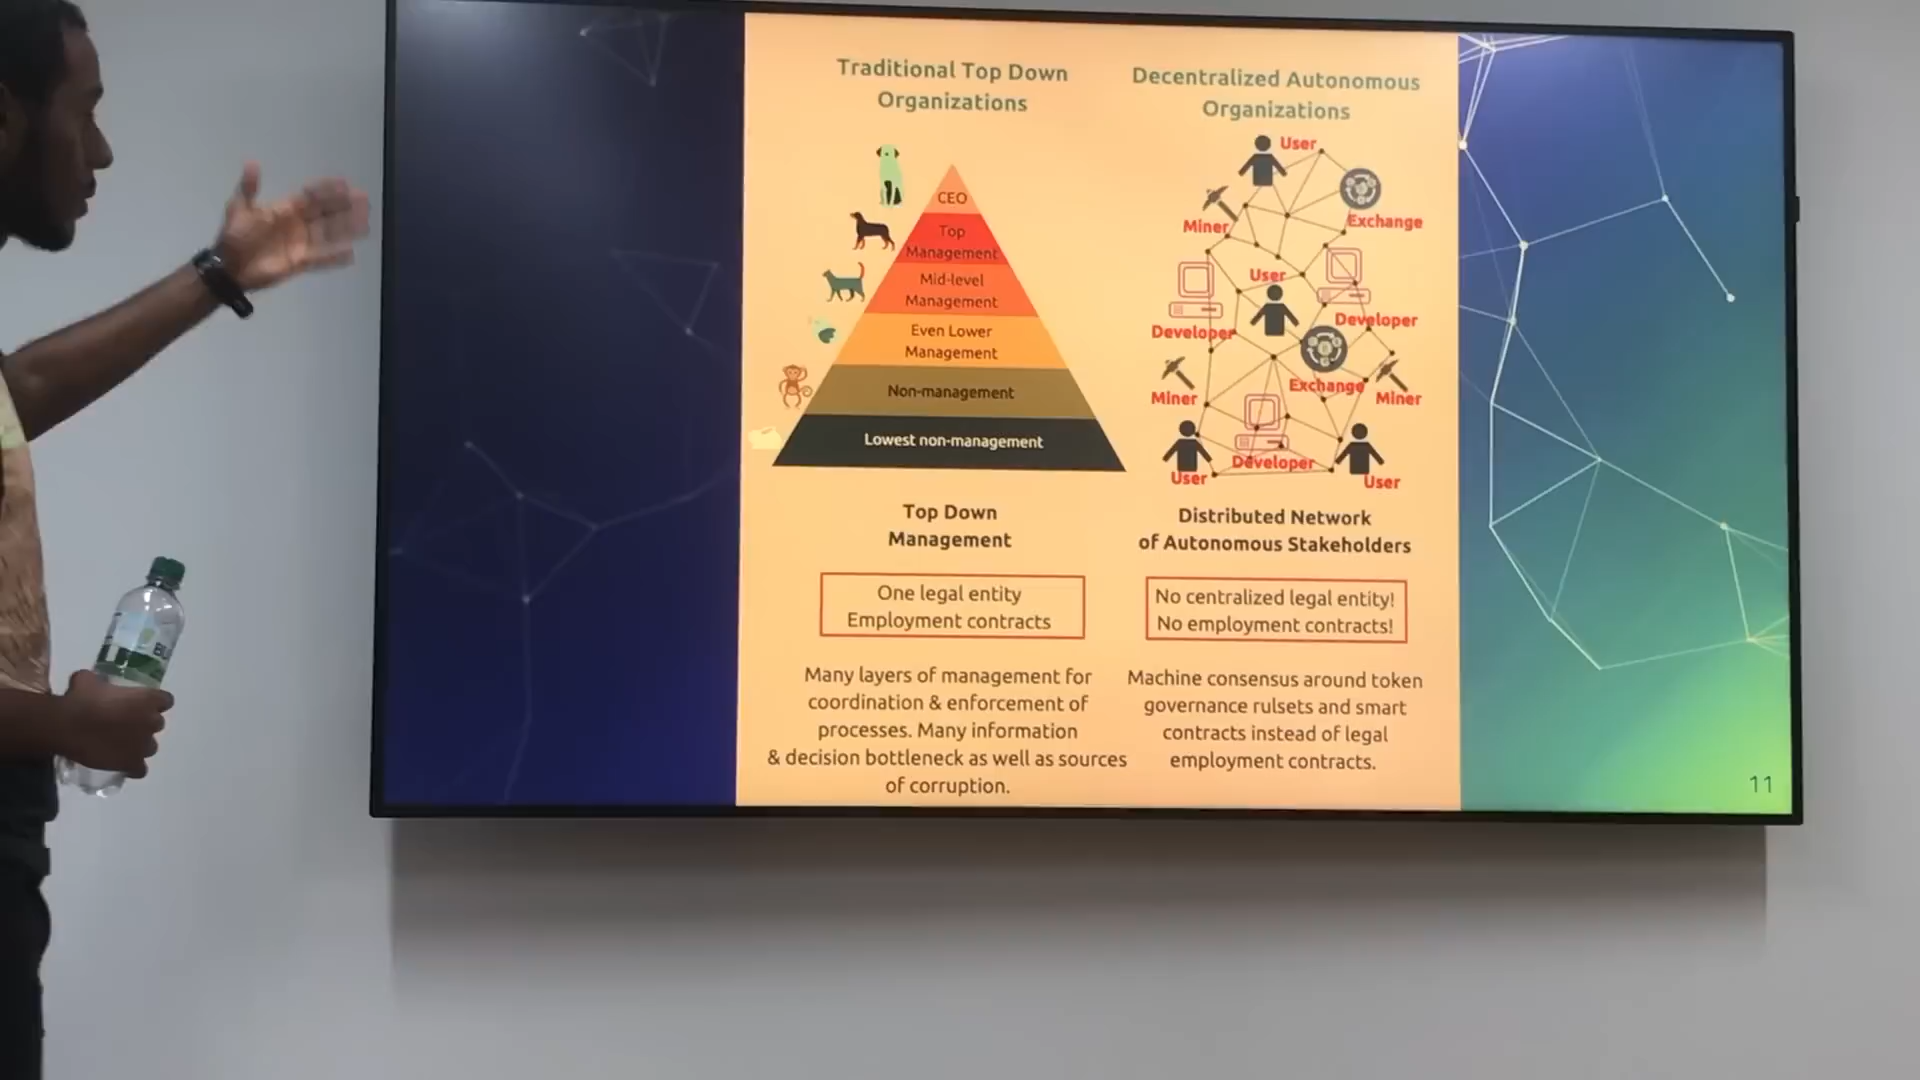 Traditional Top Down
Organizations
CEO
Top
Management
Mid-level
Management
Even Lower
Management
Non-management
Lowest non-management
Top Down
Management
One legal entity
Employment contracts
Many layers of management for
coordination & enforcement of
processes. Many information
& decision bottleneck as well as sources
of corruption.
Decentralized Autonomous
Organizations
User
Miner
Exchange
User
Developer
Developer
Exchange
Miner
Miner
Developer
User
User
Distributed Network
of Autonomous Stakeholders
No centralized legal entity!
No employment contracts!
Machine consensus around token
governance rulsets and smart
contracts instead of legal
employment contracts.
11